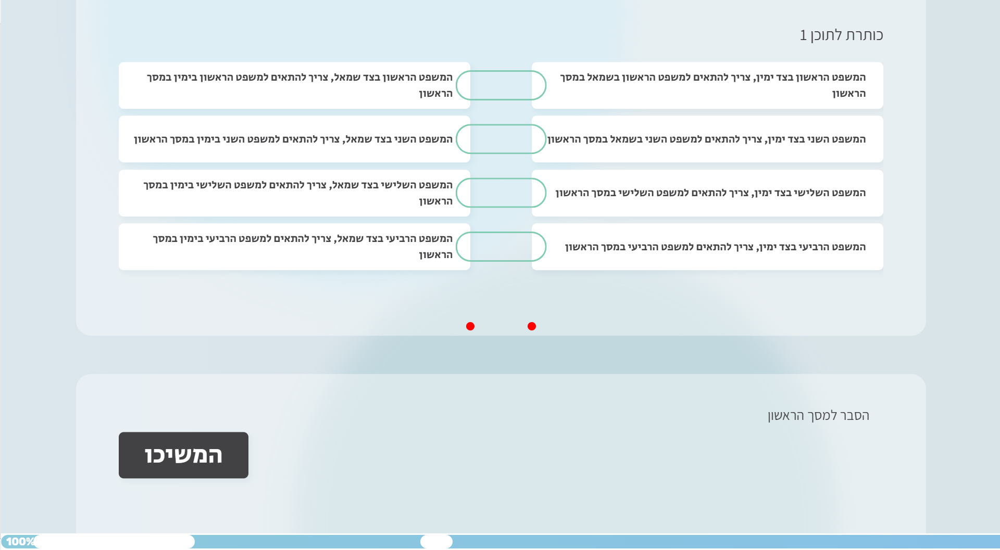 כותרת לתוכן 1
המשפט הראשון בצד ימין, צריך להתאים למשפט הראשון בשמאל במסך
הראשון
המשפט הראשון בצד שמאל, צריך להתאים למשפט הראשון בימין במסך
הראשון
המשפט השני בצד ימין, צריך להתאים למשפט השני בשמאל במסך הראשון
המשפט השני בצד שמאל, צריך להתאים למשפט השני בימין במסך הראשון
המשפט השלישי בצד ימין, צריך להתאים למשפט השלישי במסך הראשון
המשפט השלישי בצד שמאל, צריך להתאים למשפט השלישי בימין במסך
הראשון
המשפט הרביעי בצד ימין, צריך להתאים למשפט הרביעי במסך הראשון
המשפט הרביעי בצד שמאל, צריך להתאים למשפט הרביעי בימין במסך
הראשון
הסבר למסך הראשון
המשיכו
100%